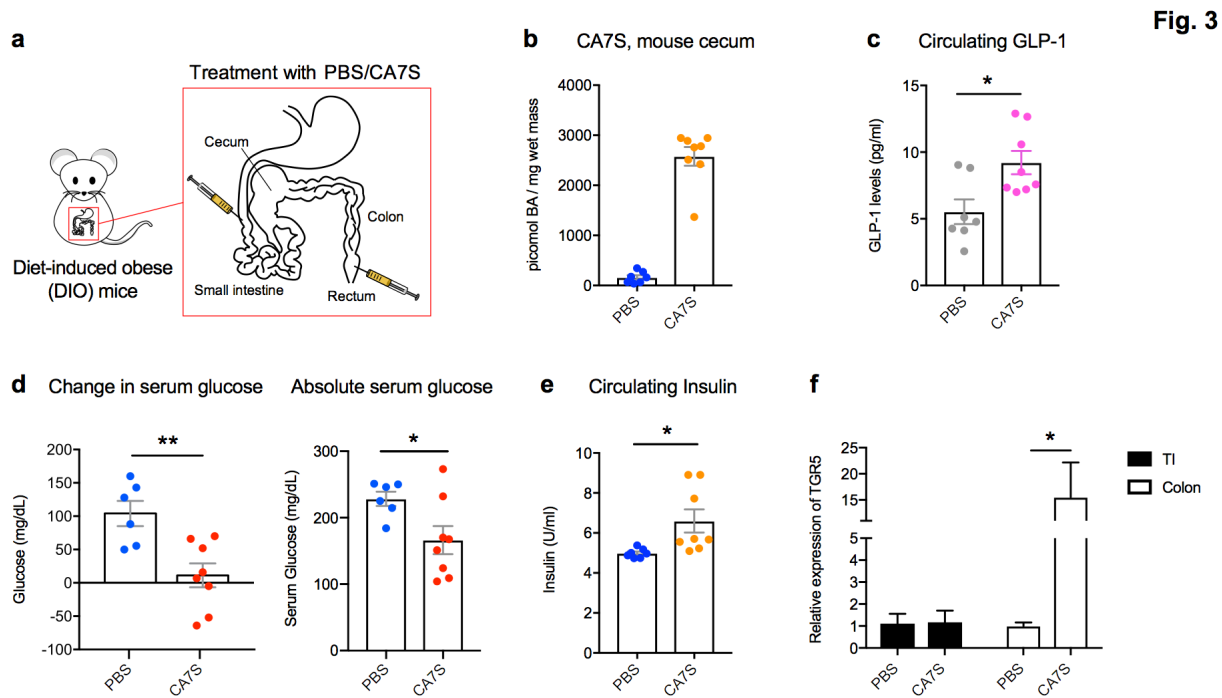 Fig. 3
a
Treatment with PBS/CA7S
Cecum
Colon
Small intestine
Rectum
Diet-induced obese
(DIO) mice
b CA7S, mouse cecum
picomol BA / mg wet mass
4000
3000
2000
1000
0
PBS
CA7S
c Circulating GLP-1
GLP-1 levels (pg/ml)
15
10
5
0
*
PBS
CA7S
d Change in serum glucose
Glucose (mg/dL)
200
150
100
50
0
-50
-100
**
PBS
CA7S
Absolute serum glucose
Serum Glucose (mg/dL)
300
200
100
0
*
PBS
CA7S
e Circulating Insulin
Insulin (U/ml)
10
8
6
4
2
0
*
PBS
CA7S
f
Relative expression of TGR5
25
20
15
10
5
4
3
2
1
0
*
PBS
CA7S
PBS
CA7S
TI
Colon